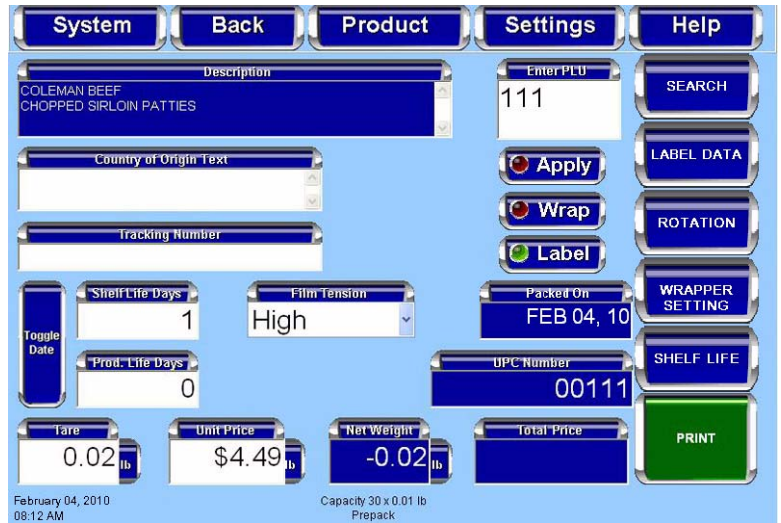 System Back Product Settings Help
Description
COLEMAN BEEF
CHOPPED SIRLOIN PATTIES
Enter PLU
111
SEARCH
Country of Origin Text
Apply
LABEL DATA
Wrap
Tracking Number
Label
ROTATION
Toggle
Date
Shelf Life Days
1
Film Tension
High
Packed On
FEB 04, 10
WRAPPER
SETTING
Prod. Life Days
0
UPC Number
00111
SHELF LIFE
Tare
0.02 lb
Unit Price
$4.49 lb
Net Weight
-0.02 lb
Total Price
PRINT
February 04, 2010
08:12 AM
Capacity 30 x 0.01 lb
Prepack